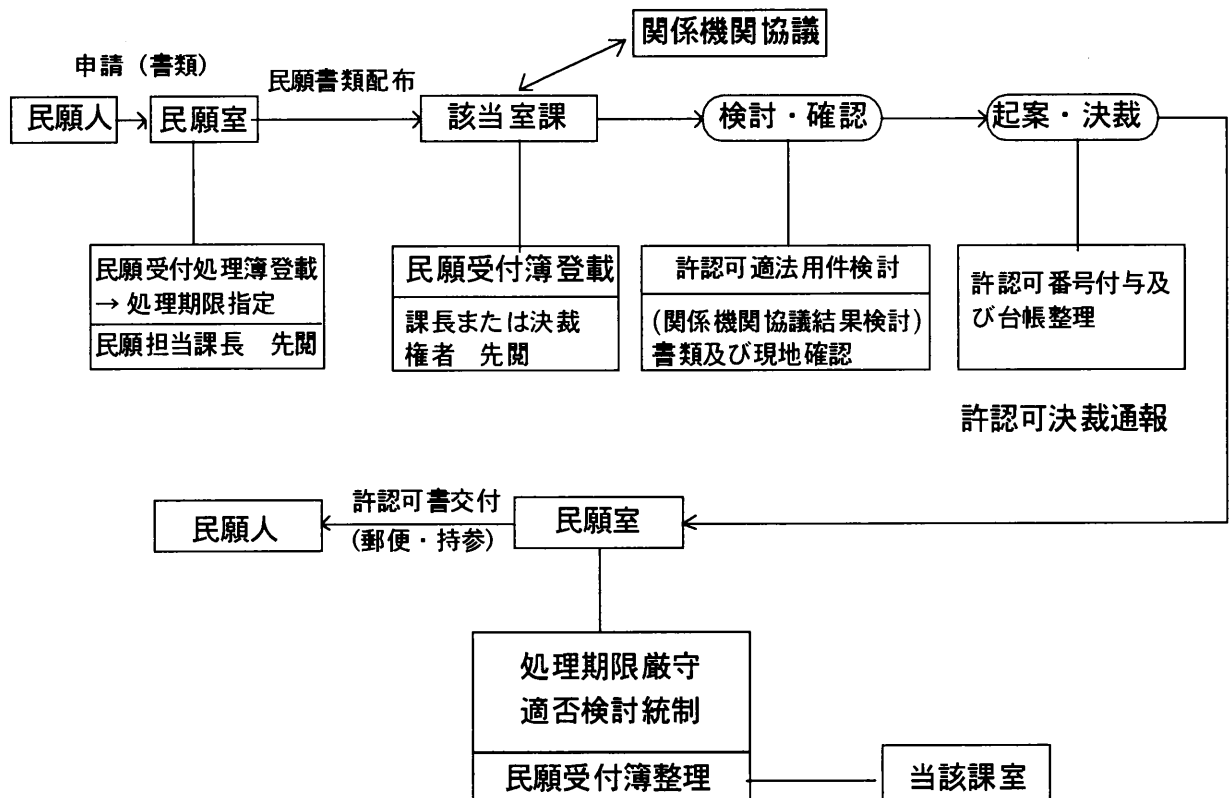 関係機関協議
申請（書類）
民願書類配布
民願人
民願室
該当室課
検討・確認
起案・決裁
民願受付処理簿登載
→ 処理期限指定
民願担当課長　先閲
民願受付簿登載
課長または決裁
権者　先閲
許認可適法用件検討
(関係機関協議結果検討)
書類及び現地確認
許認可番号付与及
び台帳整理
許認可決裁通報
許認可書交付
(郵便・持参)
民願人
民願室
処理期限厳守
適否検討統制
民願受付簿整理
当該課室